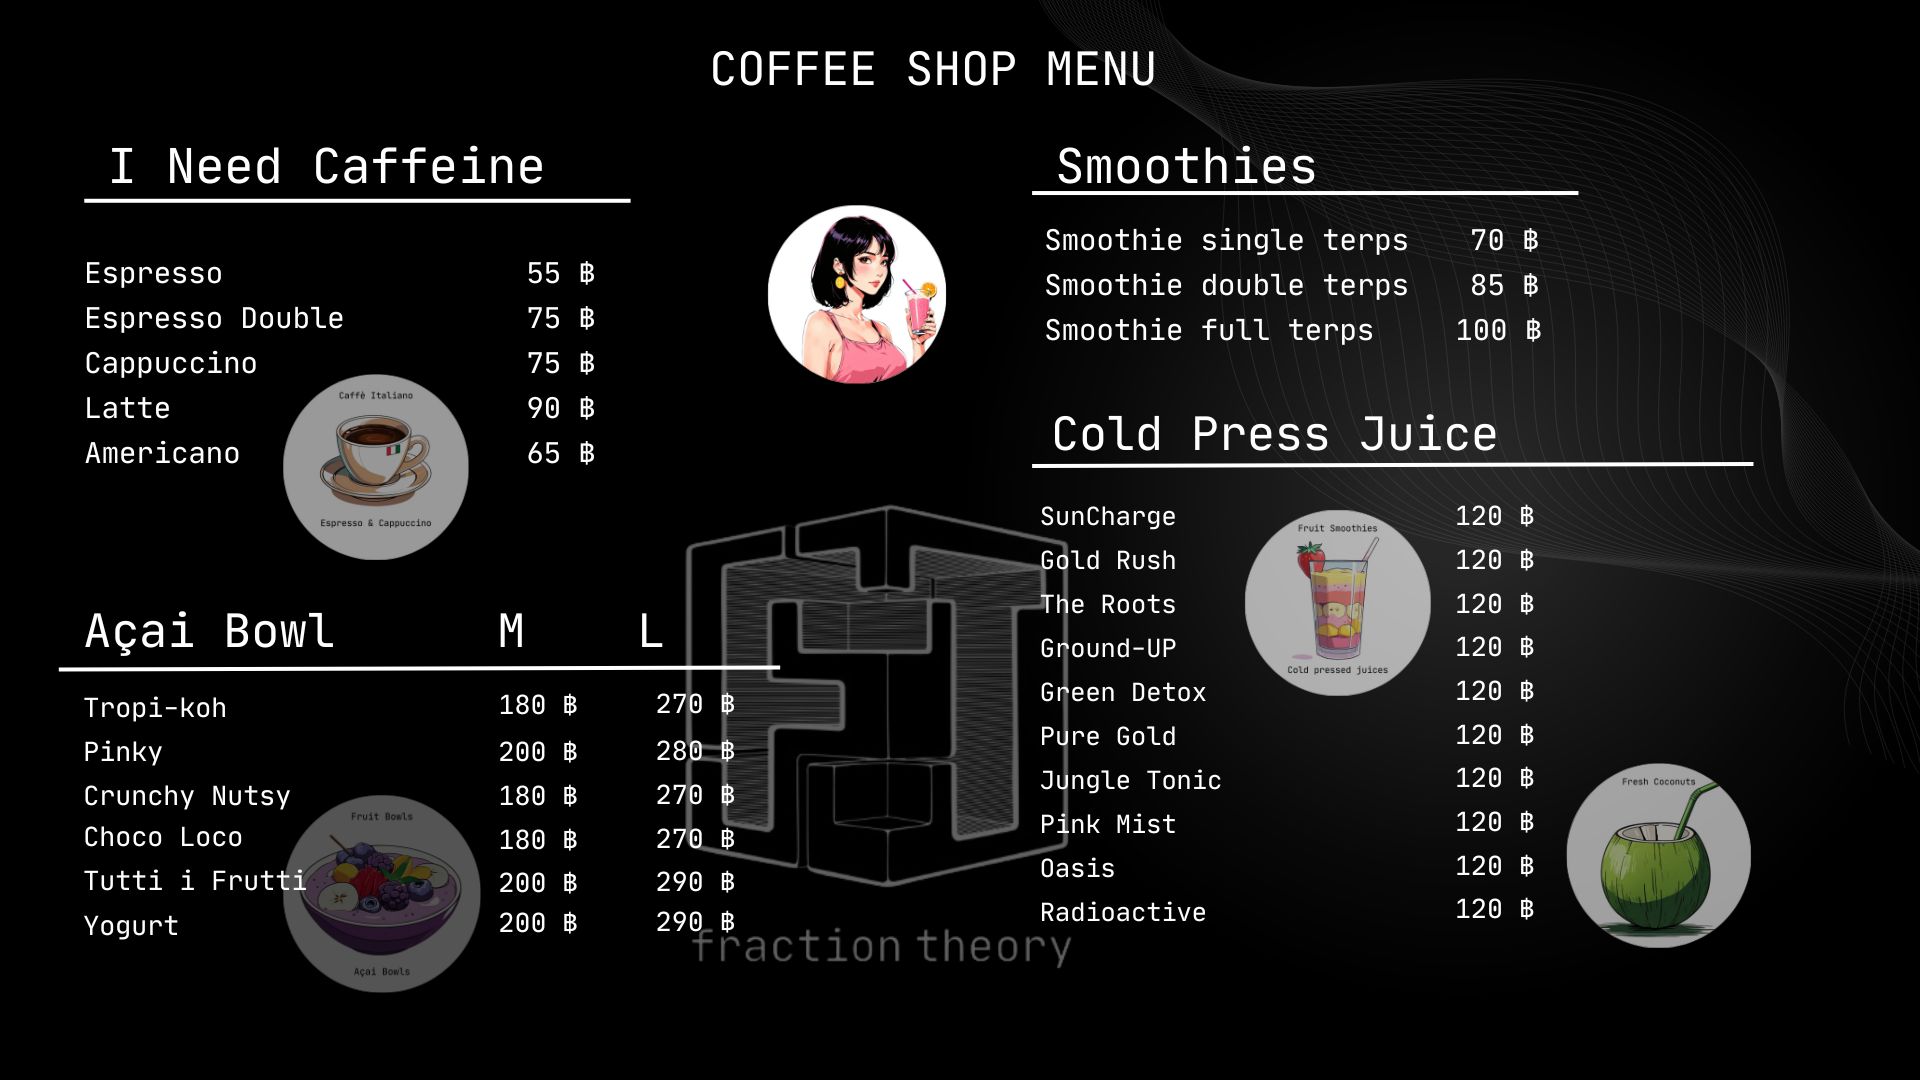 COFFEE SHOP MENU
I Need Caffeine
Espresso 55 ฿
Espresso Double 75 ฿
Cappuccino 75 ฿
Latte 90 ฿
Americano 65 ฿
Caffè Italiano
Espresso & Cappuccino
Açai Bowl M L
Tropi-koh 180 ฿ 270 ฿
Pinky 200 ฿ 280 ฿
Crunchy Nutsy 180 ฿ 270 ฿
Choco Loco 180 ฿ 270 ฿
Tutti i Frutti 200 ฿ 290 ฿
Yogurt 200 ฿ 290 ฿
Fruit Bowls
Açai Bowls
fraction theory
Smoothies
Smoothie single terps 70 ฿
Smoothie double terps 85 ฿
Smoothie full terps 100 ฿
Cold Press Juice
SunCharge 120 ฿
Gold Rush 120 ฿
The Roots 120 ฿
Ground-UP 120 ฿
Green Detox 120 ฿
Pure Gold 120 ฿
Jungle Tonic 120 ฿
Pink Mist 120 ฿
Oasis 120 ฿
Radioactive 120 ฿
Fruit Smoothies
Cold pressed juices
Fresh Coconuts